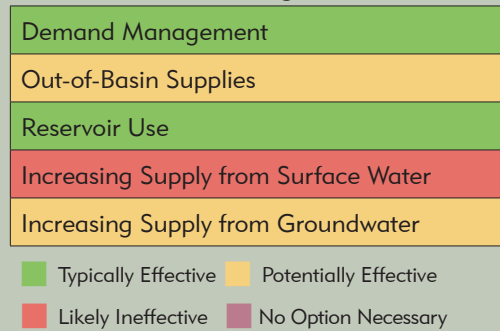 Demand Management
Out-of-Basin Supplies
Reservoir Use
Increasing Supply from Surface Water
Increasing Supply from Groundwater
Typically Effective Potentially Effective
Likely Ineffective No Option Necessary